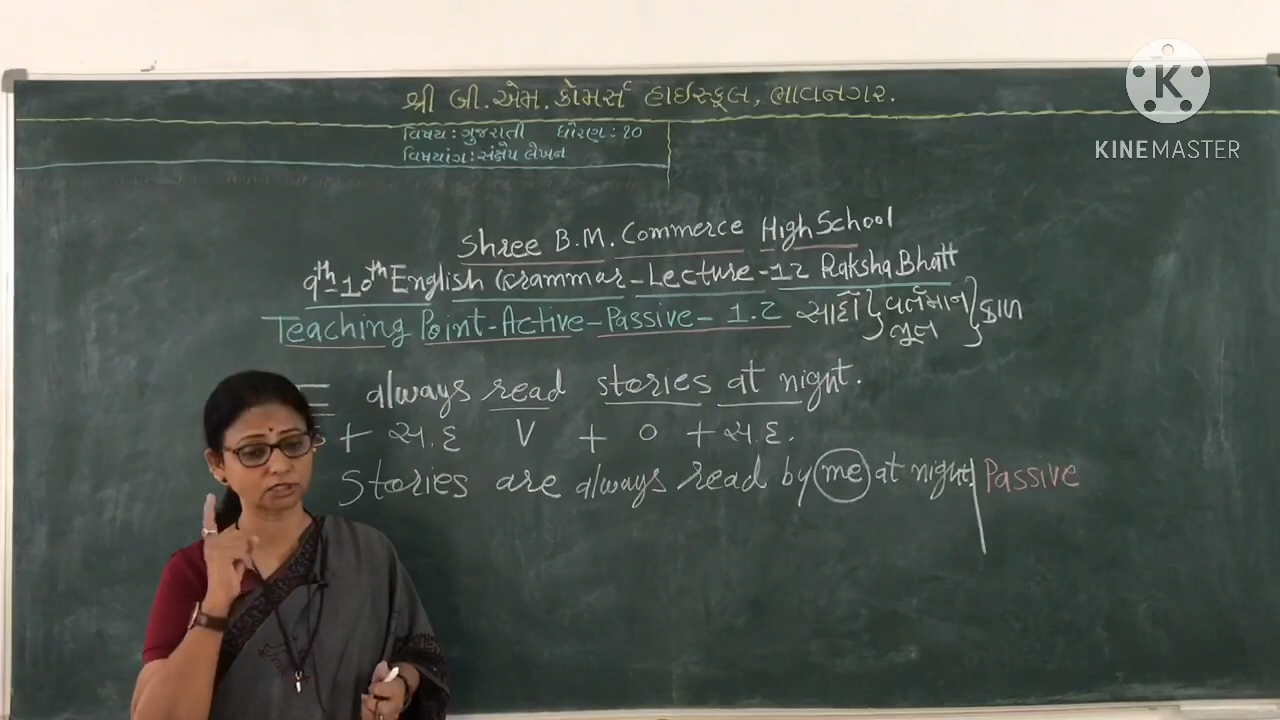 શ્રી બી.એમ.કોમર્સ હાઈસ્કૂલ, ભાવનગર.
વિષય: ગુજરાતી ધોરણ: ૧૦
વિષયાંગ: સંક્ષેપ લેખન
K
KINEMASTER
Shree B.M. Commerce High School
9th-10th English Grammar-Lecture-12 Raksha Bhatt
Teaching Point-Active-Passive-1.2 સાદો } વર્તમાન } કાળ
ભૂત
always read stories at night.
s + સ.દ V + O + સ.દ.
Stories are always read by me at night. Passive